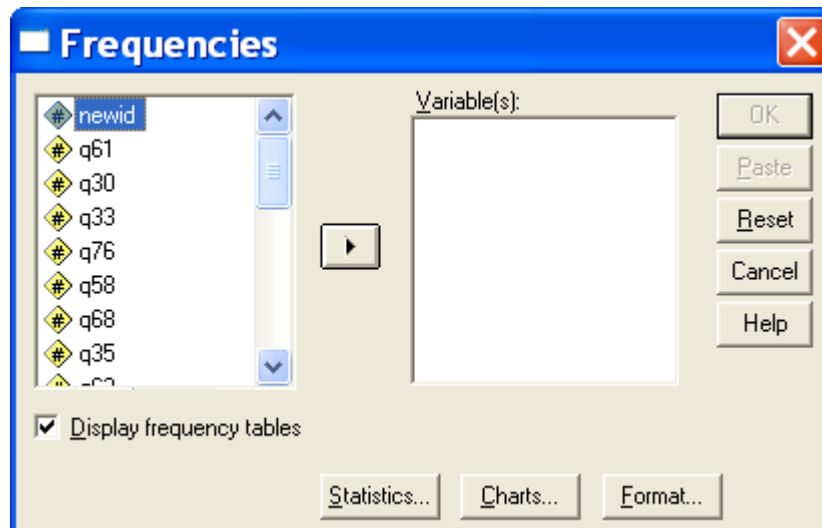 Frequencies
newid
q61
q30
q33
q76
q58
q68
q35
Display frequency tables
Variable(s):
OK
Paste
Reset
Cancel
Help
Statistics...
Charts...
Format...